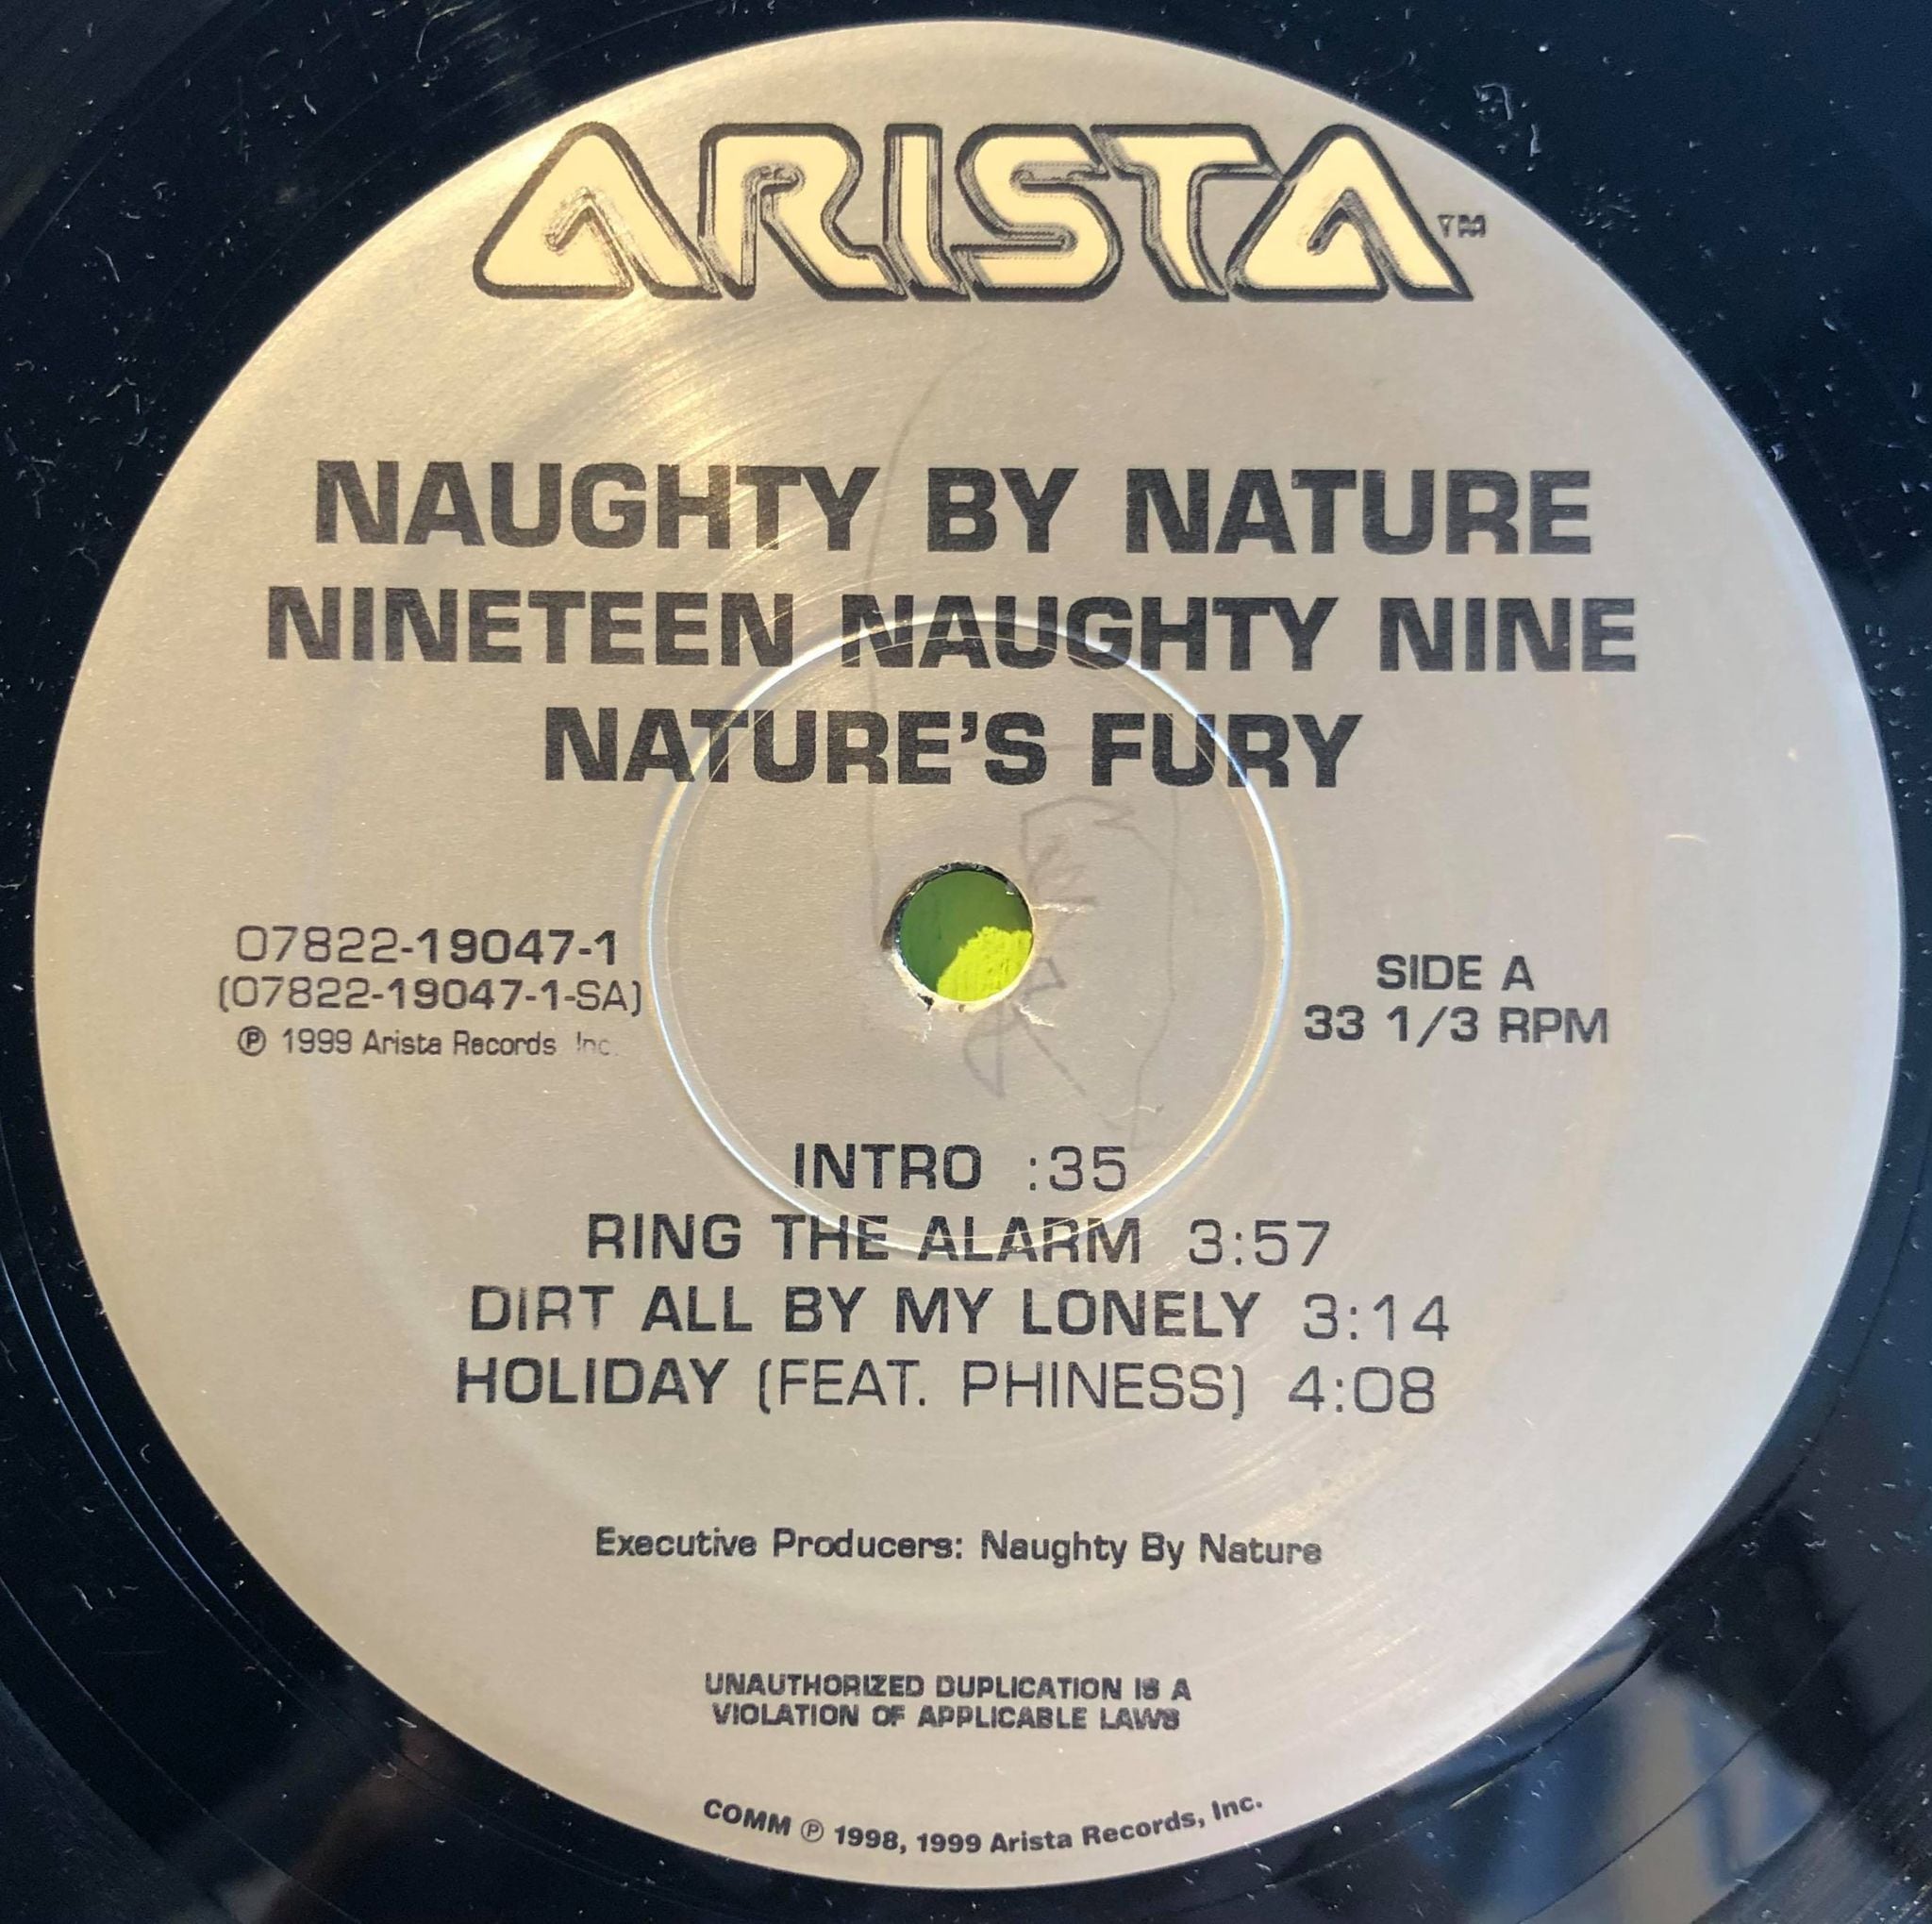 ARISTA™
NAUGHTY BY NATURE
NINETEEN NAUGHTY NINE
NATURE'S FURY
07822-19047-1
(07822-19047-1-SA)
℗ 1999 Arista Records Inc.
SIDE A
33 1/3 RPM
INTRO :35
RING THE ALARM 3:57
DIRT ALL BY MY LONELY 3:14
HOLIDAY (FEAT. PHINESS) 4:08
Executive Producers: Naughty By Nature
UNAUTHORIZED DUPLICATION IS A
VIOLATION OF APPLICABLE LAWS
COMM ℗ 1998, 1999 Arista Records, Inc.